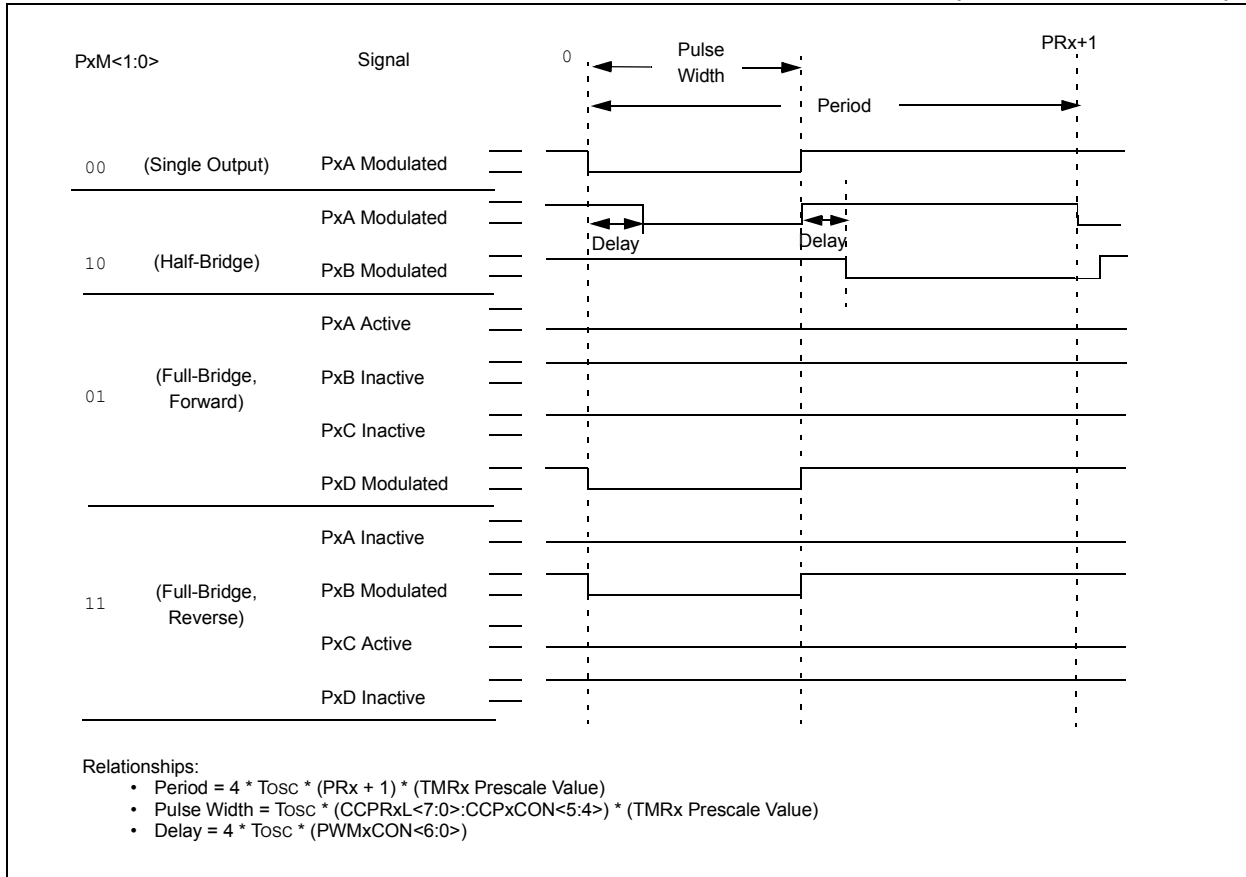 PxM<1:0>
Signal
0
Pulse
Width
PRx+1
Period
00
(Single Output)
PxA Modulated
PxA Modulated
Delay
Delay
10
(Half-Bridge)
PxB Modulated
PxA Active
01
(Full-Bridge,
Forward)
PxB Inactive
PxC Inactive
PxD Modulated
PxA Inactive
11
(Full-Bridge,
Reverse)
PxB Modulated
PxC Active
PxD Inactive
Relationships:
• Period = 4 * TOSC * (PRx + 1) * (TMRx Prescale Value)
• Pulse Width = TOSC * (CCPRxL<7:0>:CCPxCON<5:4>) * (TMRx Prescale Value)
• Delay = 4 * TOSC * (PWMxCON<6:0>)